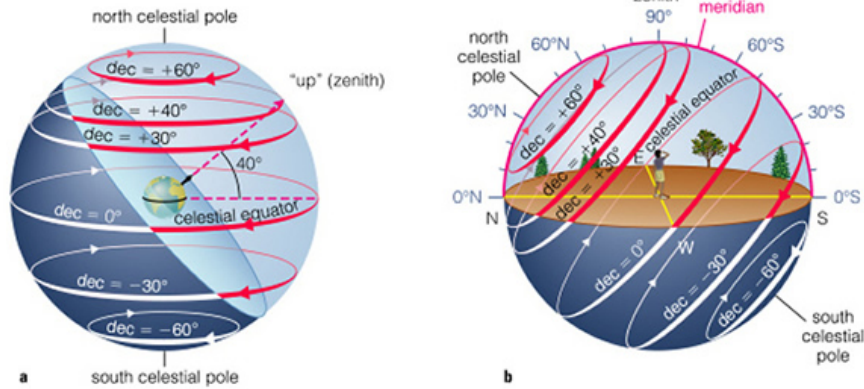 north celestial pole
dec = +60°
"up" (zenith)
dec = +40°
dec = +30°
40°
celestial equator
dec = 0°
dec = −30°
dec = −60°
a
south celestial pole
zenith
90°
meridian
60°N
60°S
north
celestial
pole
30°N
30°S
dec = +60°
dec = +40°
dec = +30°
celestial equator
E
0°N
0°S
N
S
W
dec = 0°
dec = −30°
dec = −60°
south
celestial
pole
b